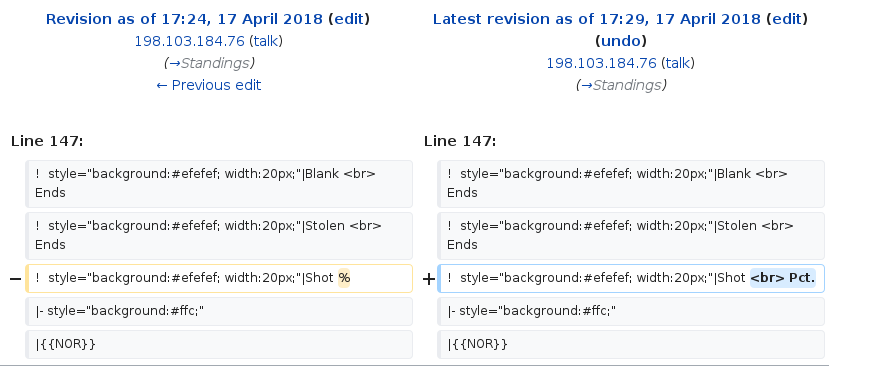 Revision as of 17:24, 17 April 2018 (edit)
198.103.184.76 (talk)
(→Standings)
← Previous edit
Latest revision as of 17:29, 17 April 2018 (edit)
(undo)
198.103.184.76 (talk)
(→Standings)
Line 147:
Line 147:
! style="background:#efefef; width:20px;"|Blank <br>
Ends
! style="background:#efefef; width:20px;"|Blank <br>
Ends
! style="background:#efefef; width:20px;"|Stolen <br>
Ends
! style="background:#efefef; width:20px;"|Stolen <br>
Ends
− ! style="background:#efefef; width:20px;"|Shot %
+ ! style="background:#efefef; width:20px;"|Shot <br> Pct.
|- style="background:#ffc;"
|- style="background:#ffc;"
|{{NOR}}
|{{NOR}}